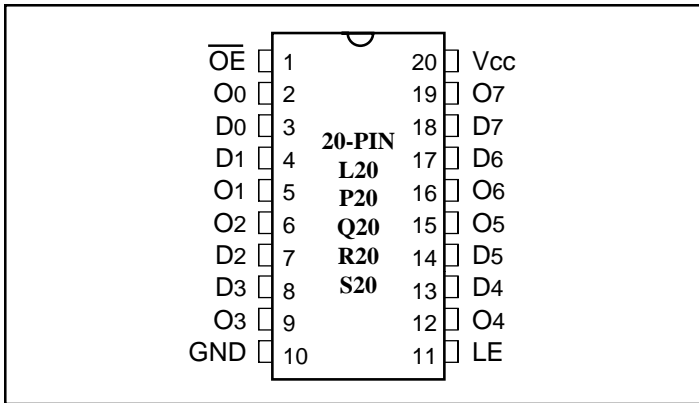 O̅E̅ 1 20 Vcc
O0 2 19 O7
D0 3 18 D7
20-PIN
D1 4 17 D6
L20
O1 5 16 O6
P20
O2 6 15 O5
Q20
D2 7 14 D5
R20
D3 8 13 D4
S20
O3 9 12 O4
GND 10 11 LE